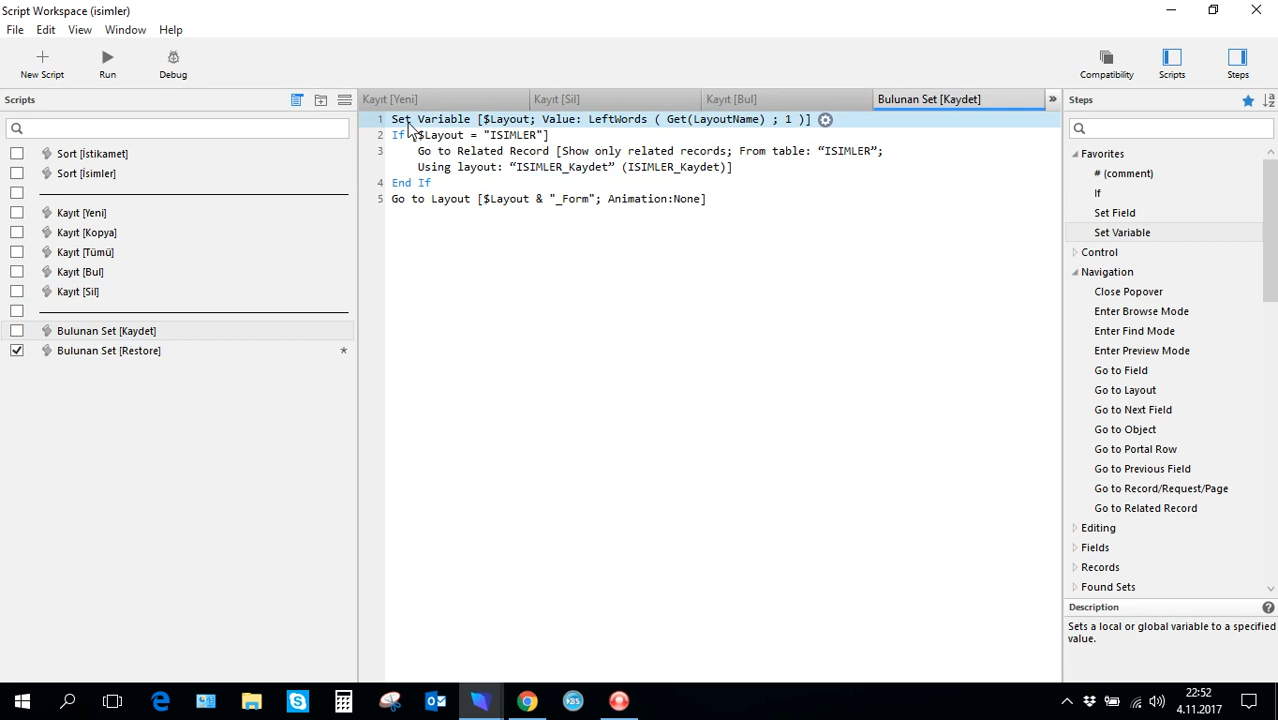 Script Workspace (isimler)
File Edit View Window Help
New Script Run Debug Compatibility Scripts Steps
Scripts
Sort [İstikamet]
Sort [İsimler]
Kayıt [Yeni]
Kayıt [Kopya]
Kayıt [Tümü]
Kayıt [Bul]
Kayıt [Sil]
Bulunan Set [Kaydet]
Bulunan Set [Restore] *
Kayıt [Yeni] Kayıt [Sil] Kayıt [Bul] Bulunan Set [Kaydet] »
1 Set Variable [$Layout; Value: LeftWords ( Get(LayoutName) ; 1 )]
2 If [$Layout = "ISIMLER"]
3 Go to Related Record [Show only related records; From table: “ISIMLER”;
Using layout: “ISIMLER_Kaydet” (ISIMLER_Kaydet)]
4 End If
5 Go to Layout [$Layout & "_Form"; Animation:None]
Steps
Favorites
# (comment)
If
Set Field
Set Variable
Control
Navigation
Close Popover
Enter Browse Mode
Enter Find Mode
Enter Preview Mode
Go to Field
Go to Layout
Go to Next Field
Go to Object
Go to Portal Row
Go to Previous Field
Go to Record/Request/Page
Go to Related Record
Editing
Fields
Records
Found Sets
Description
Sets a local or global variable to a specified
value.
KBS
22:52
4.11.2017